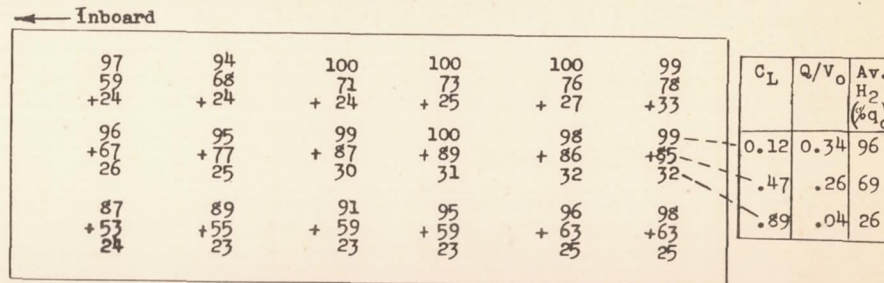 Inboard
97 94 100 100 100 99
59 68 71 73 76 78
+24 +24 + 24 + 25 + 27 +33
96 95 99 100 98 99
+67 +77 + 87 + 89 + 86 +85
26 25 30 31 32 32
87 89 91 95 96 98
+53 +55 + 59 + 59 + 63 +63
24 23 23 23 25 25
CL Q/Vo Av.
H2
(%q
0.12 0.34 96
.47 .26 69
.89 .04 26